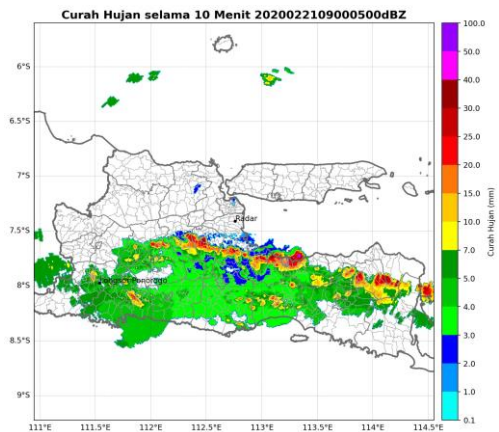 Curah Hujan selama 10 Menit 2020022109000500dBZ
6°S
6.5°S
7°S
7.5°S
8°S
8.5°S
9°S
111°E
111.5°E
112°E
112.5°E
113°E
113.5°E
114°E
114.5°E
Radar
Longsor Ponorogo
100.0
50.0
40.0
30.0
25.0
20.0
15.0
10.0
7.0
5.0
4.0
3.0
2.0
1.0
0.1
Curah Hujan (mm)